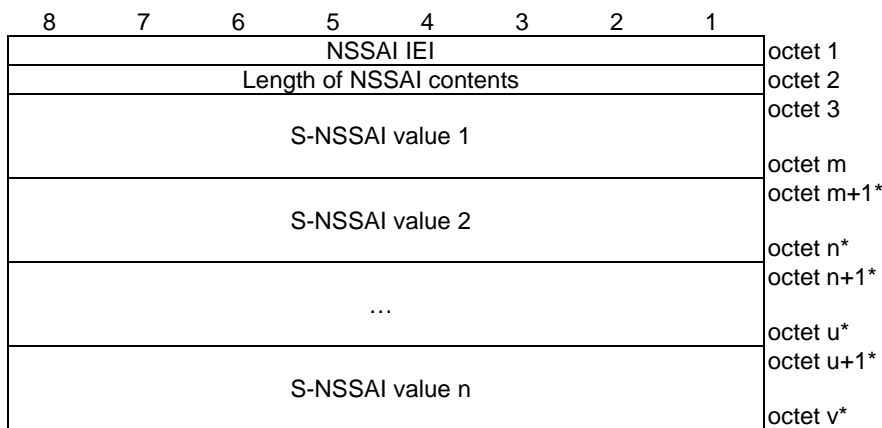 8 7 6 5 4 3 2 1
NSSAI IEI octet 1
Length of NSSAI contents octet 2
octet 3
S-NSSAI value 1
octet m
octet m+1*
S-NSSAI value 2
octet n*
octet n+1*
…
octet u*
octet u+1*
S-NSSAI value n
octet v*